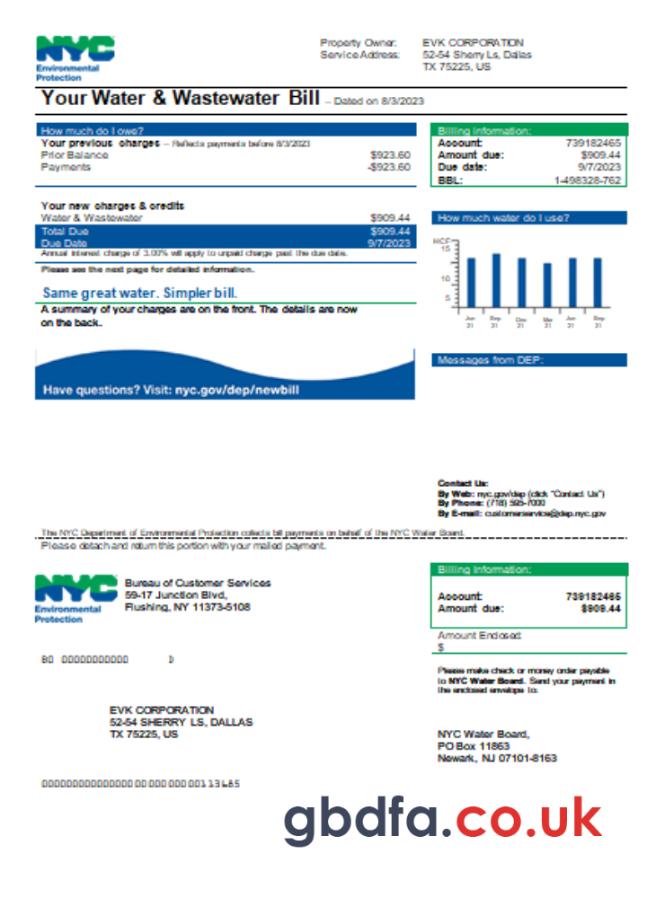 NYC
Environmental
Protection
Property Owner: EVK CORPORATION
Service Address: 52-54 Sherry Ls, Dallas
TX 75225, US
Your Water & Wastewater Bill – Dated on 8/3/2023
How much do I owe?
Your previous charges – Reflects payments before 8/3/2023
Prior Balance $923.60
Payments -$923.60
Your new charges & credits
Water & Wastewater $909.44
Total Due $909.44
Due Date 9/7/2023
Annual interest charge of 3.00% will apply to unpaid charge past the due date.
Please see the next page for detailed information.
Same great water. Simpler bill.
A summary of your charges are on the front. The details are now
on the back.
Have questions? Visit: nyc.gov/dep/newbill
Billing Information:
Account: 739182465
Amount due: $909.44
Due date: 9/7/2023
BBL: 1-498328-762
How much water do I use?
HCF
15
10
5
Jun Sep Dec Mar Jun Sep
21 21 21 21 21 21
Messages from DEP:
Contact Us:
By Web: nyc.gov/dep (click "Contact Us")
By Phone: (718) 595-7000
By E-mail: customerservice@dep.nyc.gov
The NYC Department of Environmental Protection collects bill payments on behalf of the NYC Water Board.
Please detach and return this portion with your mailed payment.
NYC
Environmental
Protection
Bureau of Customer Services
59-17 Junction Blvd,
Flushing, NY 11373-5108
Billing Information:
Account: 739182465
Amount due: $909.44
Amount Enclosed:
$
BO 00000000000 D
Please make check or money order payable
to NYC Water Board. Send your payment in
the enclosed envelope to:
EVK CORPORATION
52-54 SHERRY LS, DALLAS
TX 75225, US
NYC Water Board,
PO Box 11863
Newark, NJ 07101-8163
gbdfa.co.uk